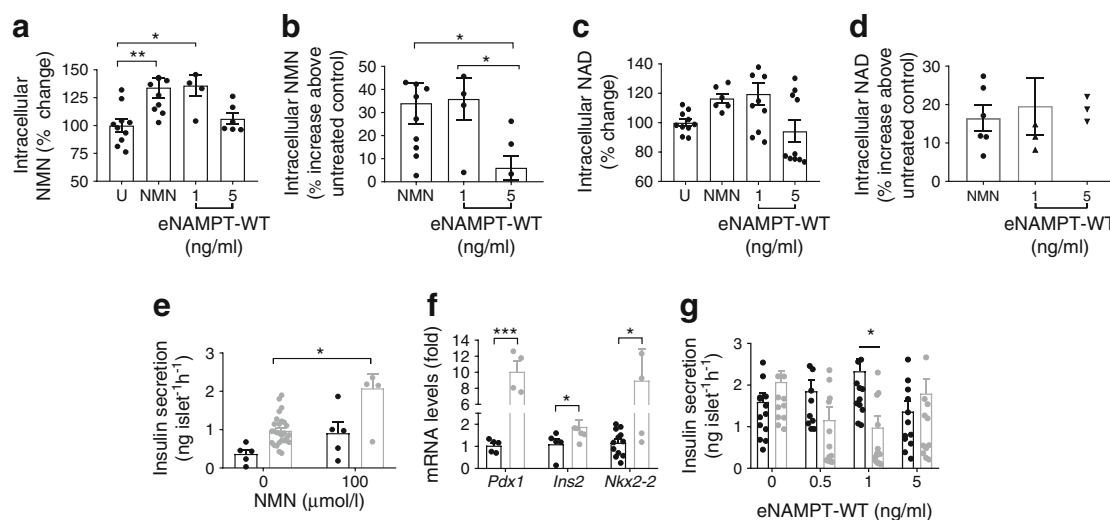 a
Intracellular
NMN (% change)
150
125
100
75
50
*
**
U NMN 1 5
eNAMPT-WT
(ng/ml)
b
Intracellular NMN
(% increase above
untreated control)
50
40
30
20
10
0
*
*
NMN 1 5
eNAMPT-WT
(ng/ml)
c
Intracellular NAD
(% change)
140
120
100
80
60
U NMN 1 5
eNAMPT-WT
(ng/ml)
d
Intracellular NAD
(% increase above
untreated control)
40
30
20
10
0
NMN 1 5
eNAMPT-WT
(ng/ml)
e
Insulin secretion
(ng islet⁻¹h⁻¹)
3
2
1
0
*
0 100
NMN (μmol/l)
f
mRNA levels (fold)
14
12
10
8
6
2
1
0
***
*
*
Pdx1 Ins2 Nkx2-2
g
Insulin secretion
(ng islet⁻¹h⁻¹)
3
2
1
0
*
0 0.5 1 5
eNAMPT-WT (ng/ml)